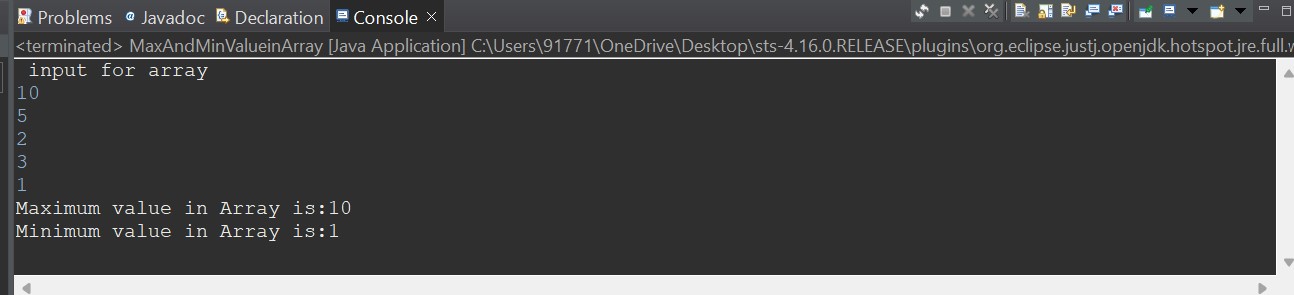 Problems @ Javadoc Declaration Console ×
<terminated> MaxAndMinValueinArray [Java Application] C:\Users\91771\OneDrive\Desktop\sts-4.16.0.RELEASE\plugins\org.eclipse.justj.openjdk.hotspot.jre.full.w
input for array
10
5
2
3
1
Maximum value in Array is:10
Minimum value in Array is:1